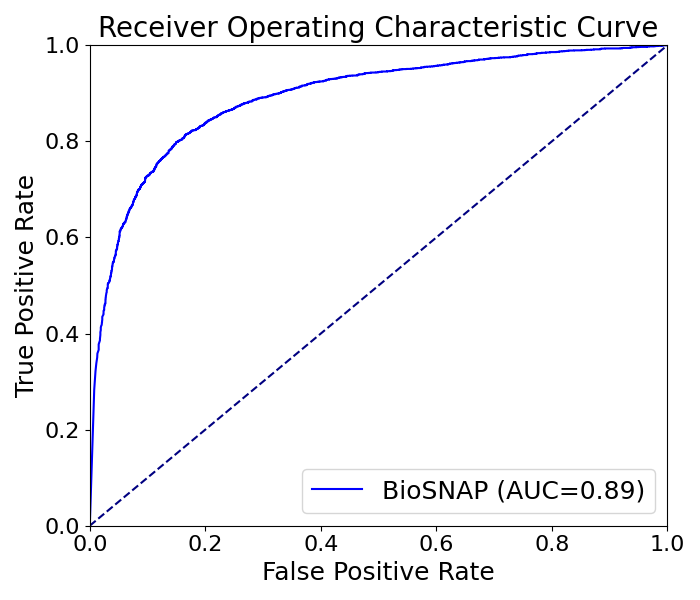 Receiver Operating Characteristic Curve
1.0
0.8
0.6
0.4
0.2
0.0
True Positive Rate
BioSNAP (AUC=0.89)
0.0 0.2 0.4 0.6 0.8 1.0
False Positive Rate